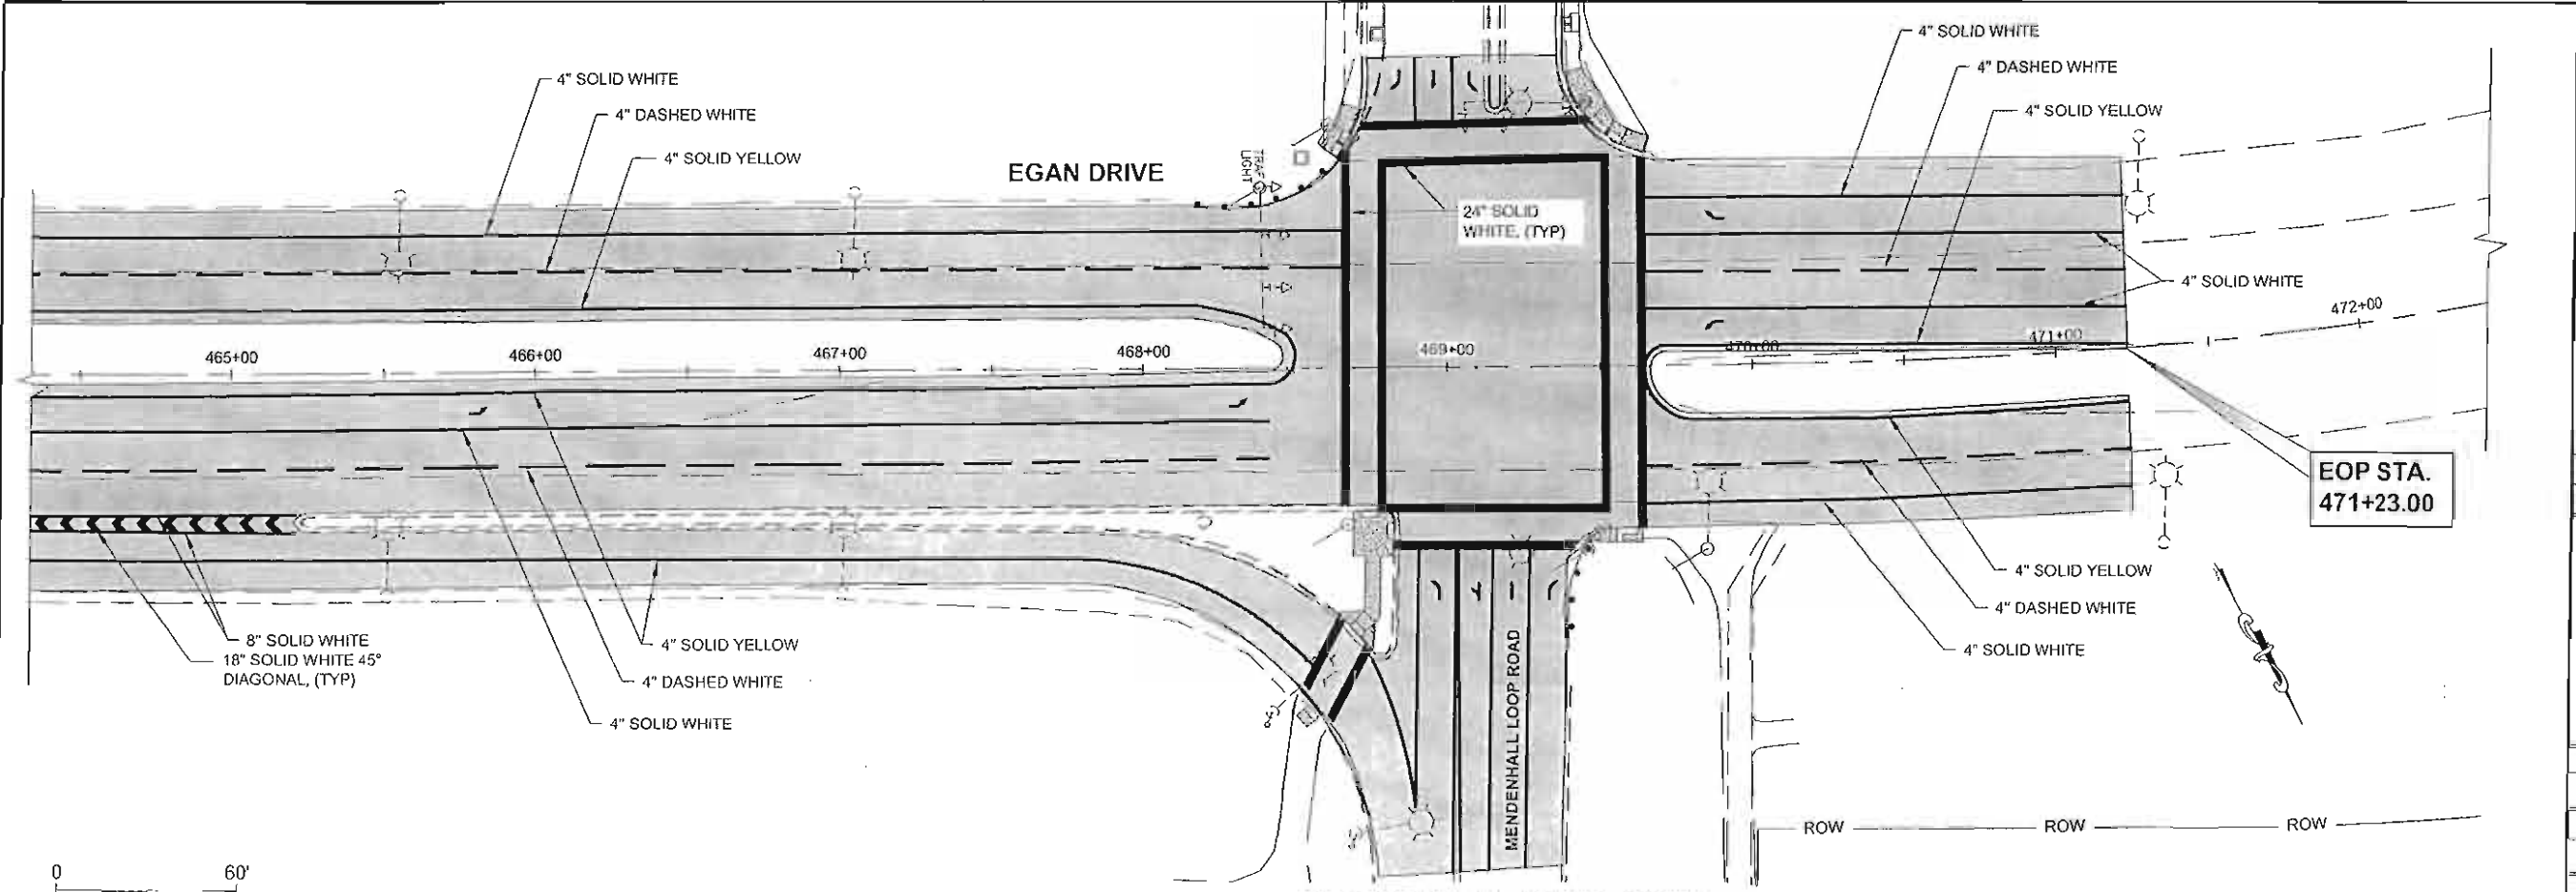 4" SOLID WHITE
4" DASHED WHITE
4" SOLID YELLOW
4" SOLID WHITE
4" DASHED WHITE
4" SOLID YELLOW
EGAN DRIVE
TRAF
LIGHT
24" SOLID
WHITE, (TYP)
4" SOLID WHITE
465+00
466+00
467+00
468+00
469+00
470+00
471+00
472+00
EOP STA.
471+23.00
8" SOLID WHITE
18" SOLID WHITE 45°
DIAGONAL, (TYP)
4" SOLID YELLOW
4" DASHED WHITE
4" SOLID WHITE
MENDENHALL LOOP ROAD
4" SOLID YELLOW
4" DASHED WHITE
4" SOLID WHITE
ROW
ROW
ROW
0
60'